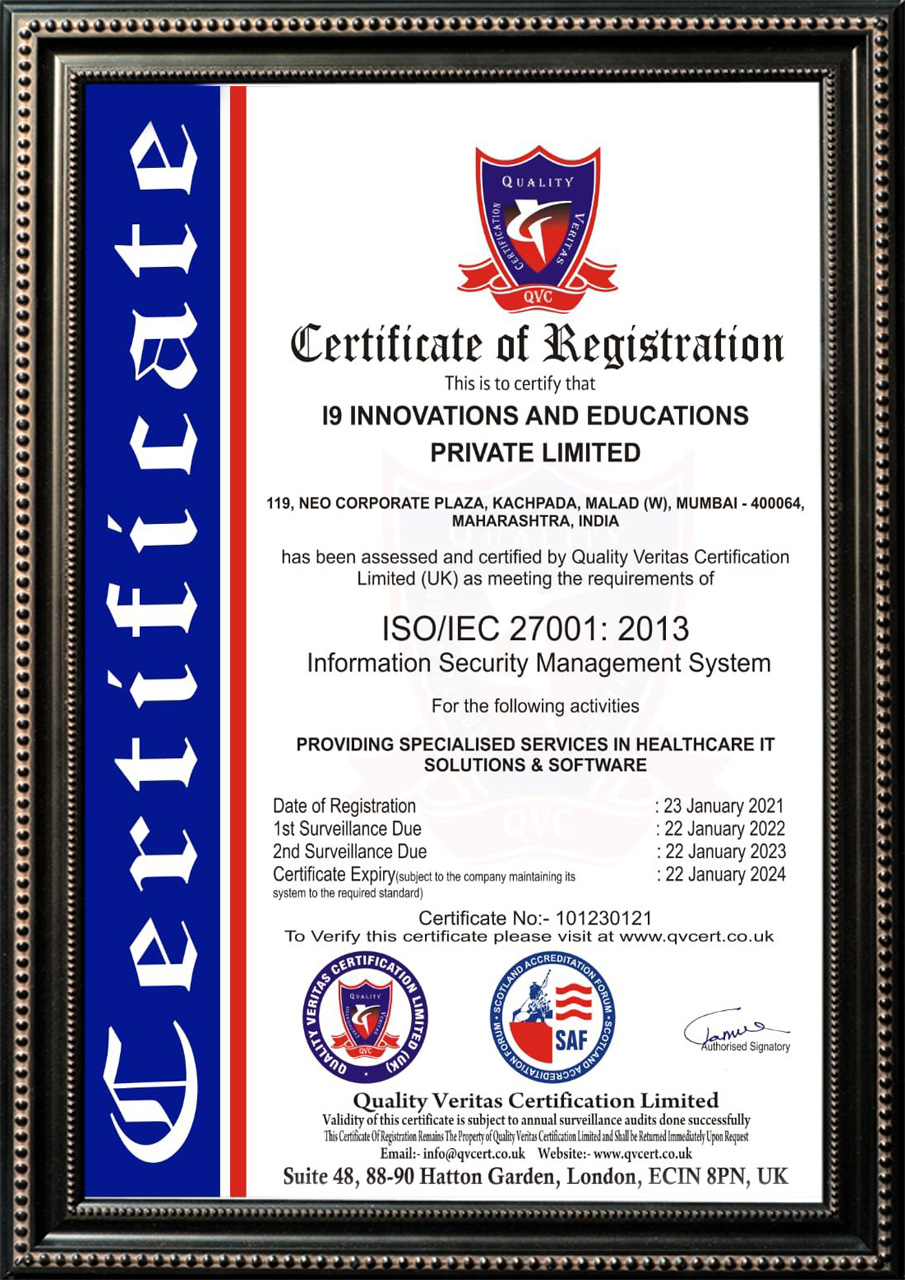 Certificate
QUALITY
CERTIFICATION
VERITAS
QVC
Certificate of Registration
This is to certify that
I9 INNOVATIONS AND EDUCATIONS
PRIVATE LIMITED
119, NEO CORPORATE PLAZA, KACHPADA, MALAD (W), MUMBAI - 400064,
MAHARASHTRA, INDIA
has been assessed and certified by Quality Veritas Certification
Limited (UK) as meeting the requirements of
ISO/IEC 27001: 2013
Information Security Management System
For the following activities
PROVIDING SPECIALISED SERVICES IN HEALTHCARE IT
SOLUTIONS & SOFTWARE
Date of Registration : 23 January 2021
1st Surveillance Due : 22 January 2022
2nd Surveillance Due : 22 January 2023
Certificate Expiry(subject to the company maintaining its : 22 January 2024
system to the required standard)
Certificate No:- 101230121
To Verify this certificate please visit at www.qvcert.co.uk
QUALITY VERITAS CERTIFICATION LIMITED (UK)
QUALITY
QVC
SCOTLAND ACCREDITATION FORUM • SCOTLAND ACCREDITATION FORUM •
SAF
Authorised Signatory
Quality Veritas Certification Limited
Validity of this certificate is subject to annual surveillance audits done successfully
This Certificate Of Registration Remains The Property of Quality Veritas Certification Limited and Shall be Returned Immediately Upon Request
Email:- info@qvcert.co.uk Website:- www.qvcert.co.uk
Suite 48, 88-90 Hatton Garden, London, ECIN 8PN, UK